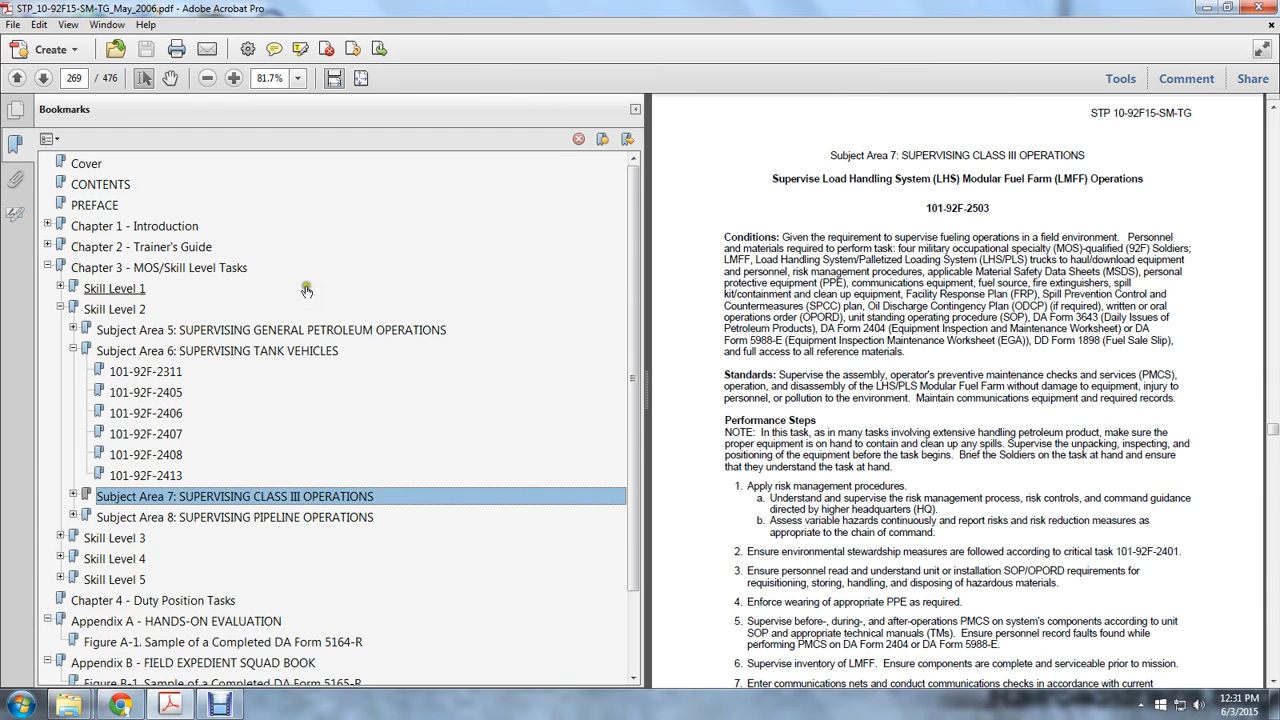 STP_10-92F15-SM-TG_May_2006.pdf - Adobe Acrobat Pro
File Edit View Window Help
Create
269 / 476 81.7% Tools Comment Share
Bookmarks
Cover
CONTENTS
PREFACE
Chapter 1 - Introduction
Chapter 2 - Trainer's Guide
Chapter 3 - MOS/Skill Level Tasks
Skill Level 1
Skill Level 2
Subject Area 5: SUPERVISING GENERAL PETROLEUM OPERATIONS
Subject Area 6: SUPERVISING TANK VEHICLES
101-92F-2311
101-92F-2405
101-92F-2406
101-92F-2407
101-92F-2408
101-92F-2413
Subject Area 7: SUPERVISING CLASS III OPERATIONS
Subject Area 8: SUPERVISING PIPELINE OPERATIONS
Skill Level 3
Skill Level 4
Skill Level 5
Chapter 4 - Duty Position Tasks
Appendix A - HANDS-ON EVALUATION
Figure A-1. Sample of a Completed DA Form 5164-R
Appendix B - FIELD EXPEDIENT SQUAD BOOK
Figure B-1. Sample of a Completed DA Form 5165-R
STP 10-92F15-SM-TG
Subject Area 7: SUPERVISING CLASS III OPERATIONS
Supervise Load Handling System (LHS) Modular Fuel Farm (LMFF) Operations
101-92F-2503
Conditions: Given the requirement to supervise fueling operations in a field environment. Personnel
and materials required to perform task: four military occupational specialty (MOS)-qualified (92F) Soldiers;
LMFF, Load Handling System/Palletized Loading System (LHS/PLS) trucks to haul/download equipment
and personnel, risk management procedures, applicable Material Safety Data Sheets (MSDS), personal
protective equipment (PPE), communications equipment, fuel source, fire extinguishers, spill
kit/containment and clean up equipment, Facility Response Plan (FRP), Spill Prevention Control and
Countermeasures (SPCC) plan, Oil Discharge Contingency Plan (ODCP) (if required), written or oral
operations order (OPORD), unit standing operating procedure (SOP), DA Form 3643 (Daily Issues of
Petroleum Products), DA Form 2404 (Equipment Inspection and Maintenance Worksheet) or DA
Form 5988-E (Equipment Inspection Maintenance Worksheet (EGA)), DD Form 1898 (Fuel Sale Slip),
and full access to all reference materials.
Standards: Supervise the assembly, operator's preventive maintenance checks and services (PMCS),
operation, and disassembly of the LHS/PLS Modular Fuel Farm without damage to equipment, injury to
personnel, or pollution to the environment. Maintain communications equipment and required records.
Performance Steps
NOTE: In this task, as in many tasks involving extensive handling petroleum product, make sure the
proper equipment is on hand to contain and clean up any spills. Supervise the unpacking, inspecting, and
positioning of the equipment before the task begins. Brief the Soldiers on the task at hand and ensure
that they understand the task at hand.
1. Apply risk management procedures.
a. Understand and supervise the risk management process, risk controls, and command guidance
directed by higher headquarters (HQ).
b. Assess variable hazards continuously and report risks and risk reduction measures as
appropriate to the chain of command.
2. Ensure environmental stewardship measures are followed according to critical task 101-92F-2401.
3. Ensure personnel read and understand unit or installation SOP/OPORD requirements for
requisitioning, storing, handling, and disposing of hazardous materials.
4. Enforce wearing of appropriate PPE as required.
5. Supervise before-, during-, and after-operations PMCS on system's components according to unit
SOP and appropriate technical manuals (TMs). Ensure personnel record faults found while
performing PMCS on DA Form 2404 or DA Form 5988-E.
6. Supervise inventory of LMFF. Ensure components are complete and serviceable prior to mission.
7. Enter communications nets and conduct communications checks in accordance with current
12:31 PM
6/3/2015